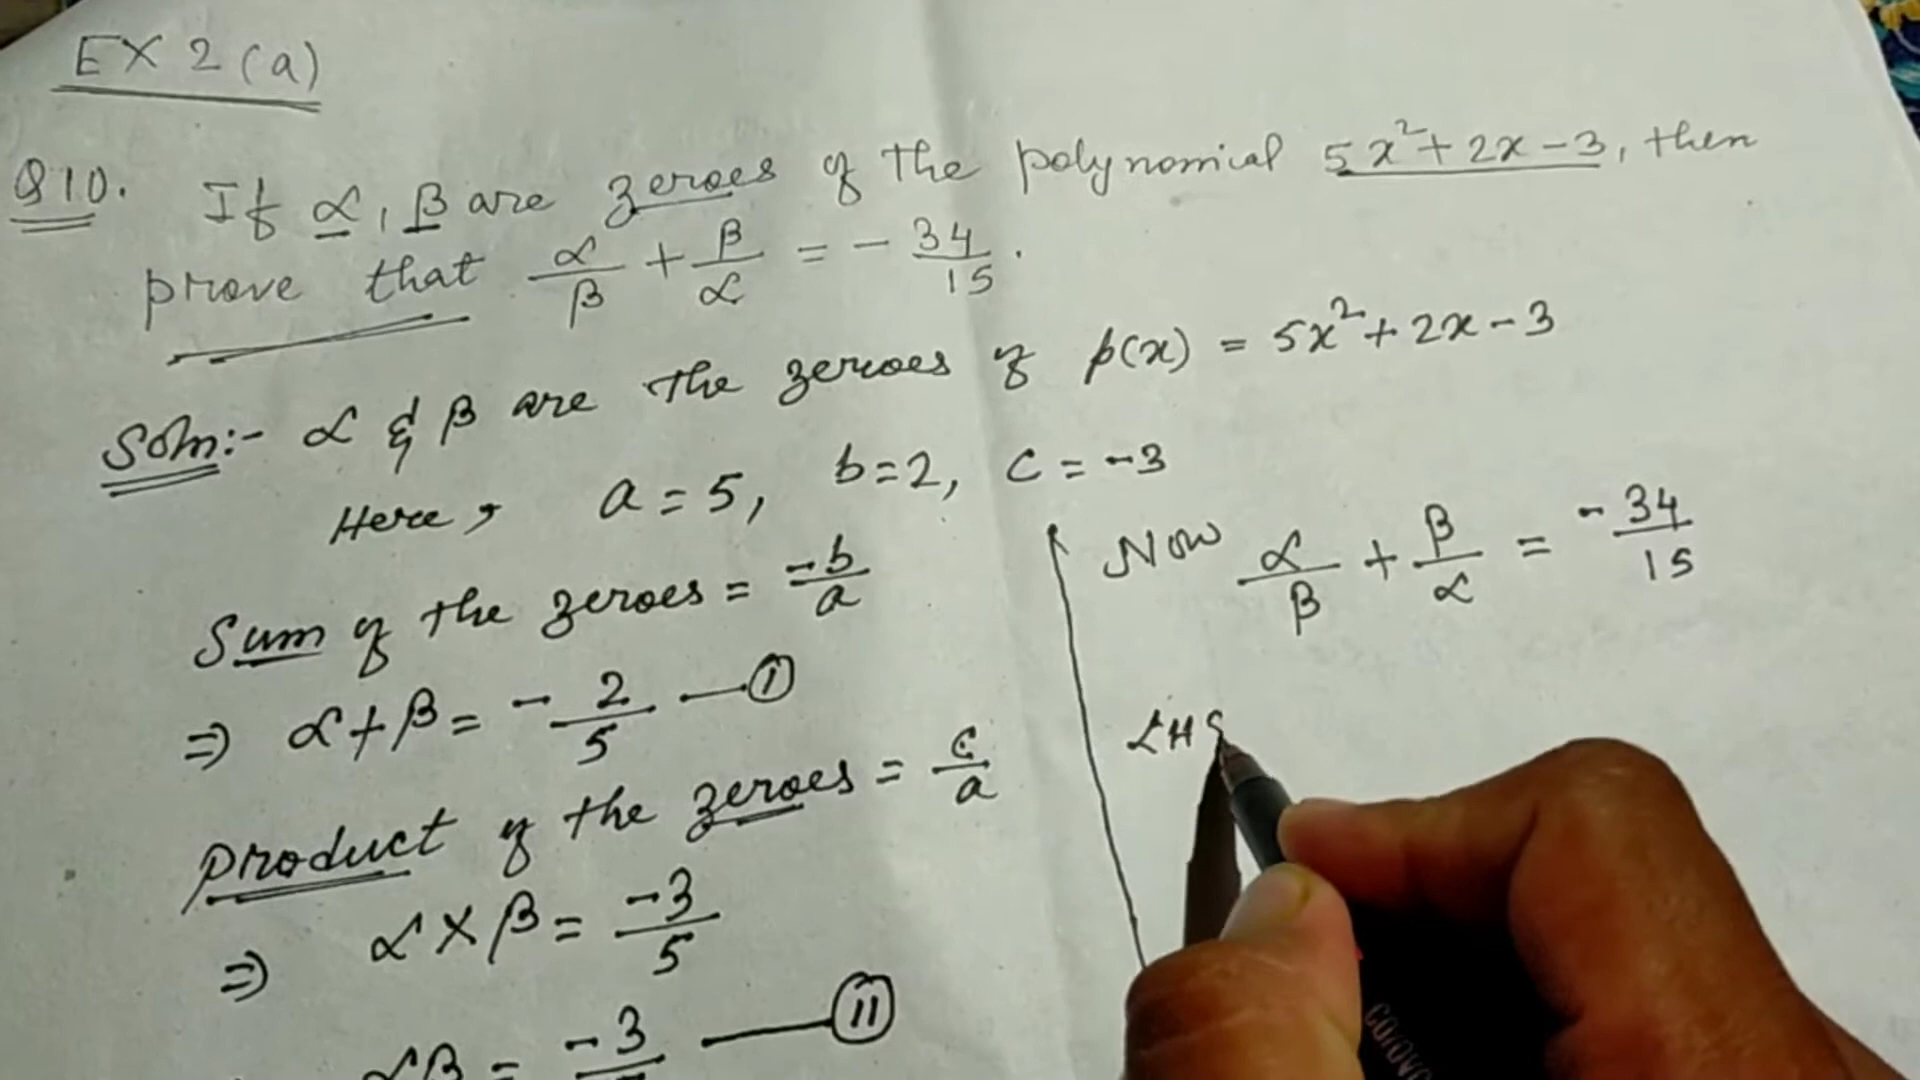 EX 2(a)
Q10. If α, β are zeroes of the polynomial 5x²+2x-3, then
prove that α/β + β/α = -34/15.
Soln:- α & β are the zeroes of p(x) = 5x²+2x-3
Here, a=5, b=2, c=-3
Sum of the zeroes = -b/a
⇒ α+β = -2/5 —(I)
Product of the zeroes = c/a
⇒ α×β = -3/5
αβ = -3/ —(II)
Now α/β + β/α = -34/15
LHS